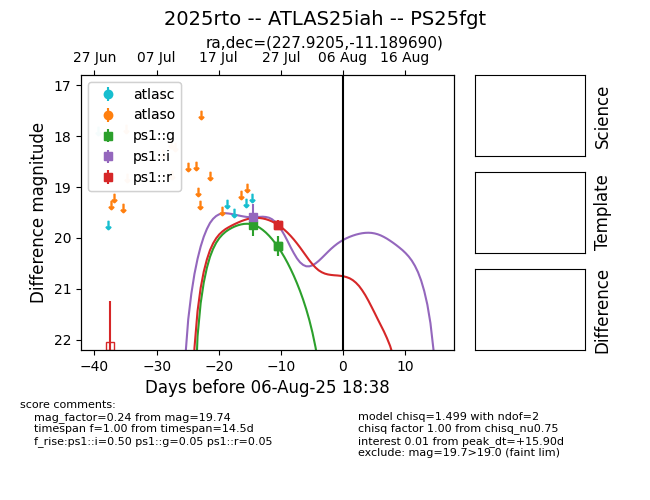 2025rto -- ATLAS25iah -- PS25fgt
ra,dec=(227.9205,-11.189690)
27 Jun 07 Jul 17 Jul 27 Jul 06 Aug 16 Aug
17
18
19
20
21
22
Difference magnitude
atlasc
atlaso
ps1::g
ps1::i
ps1::r
−40 −30 −20 −10 0 10
Days before 06-Aug-25 18:38
Science
Template
Difference
score comments:
mag_factor=0.24 from mag=19.74
timespan f=1.00 from timespan=14.5d
f_rise:ps1::i=0.50 ps1::g=0.05 ps1::r=0.05
model chisq=1.499 with ndof=2
chisq factor 1.00 from chisq_nu0.75
interest 0.01 from peak_dt=+15.90d
exclude: mag=19.7>19.0 (faint lim)